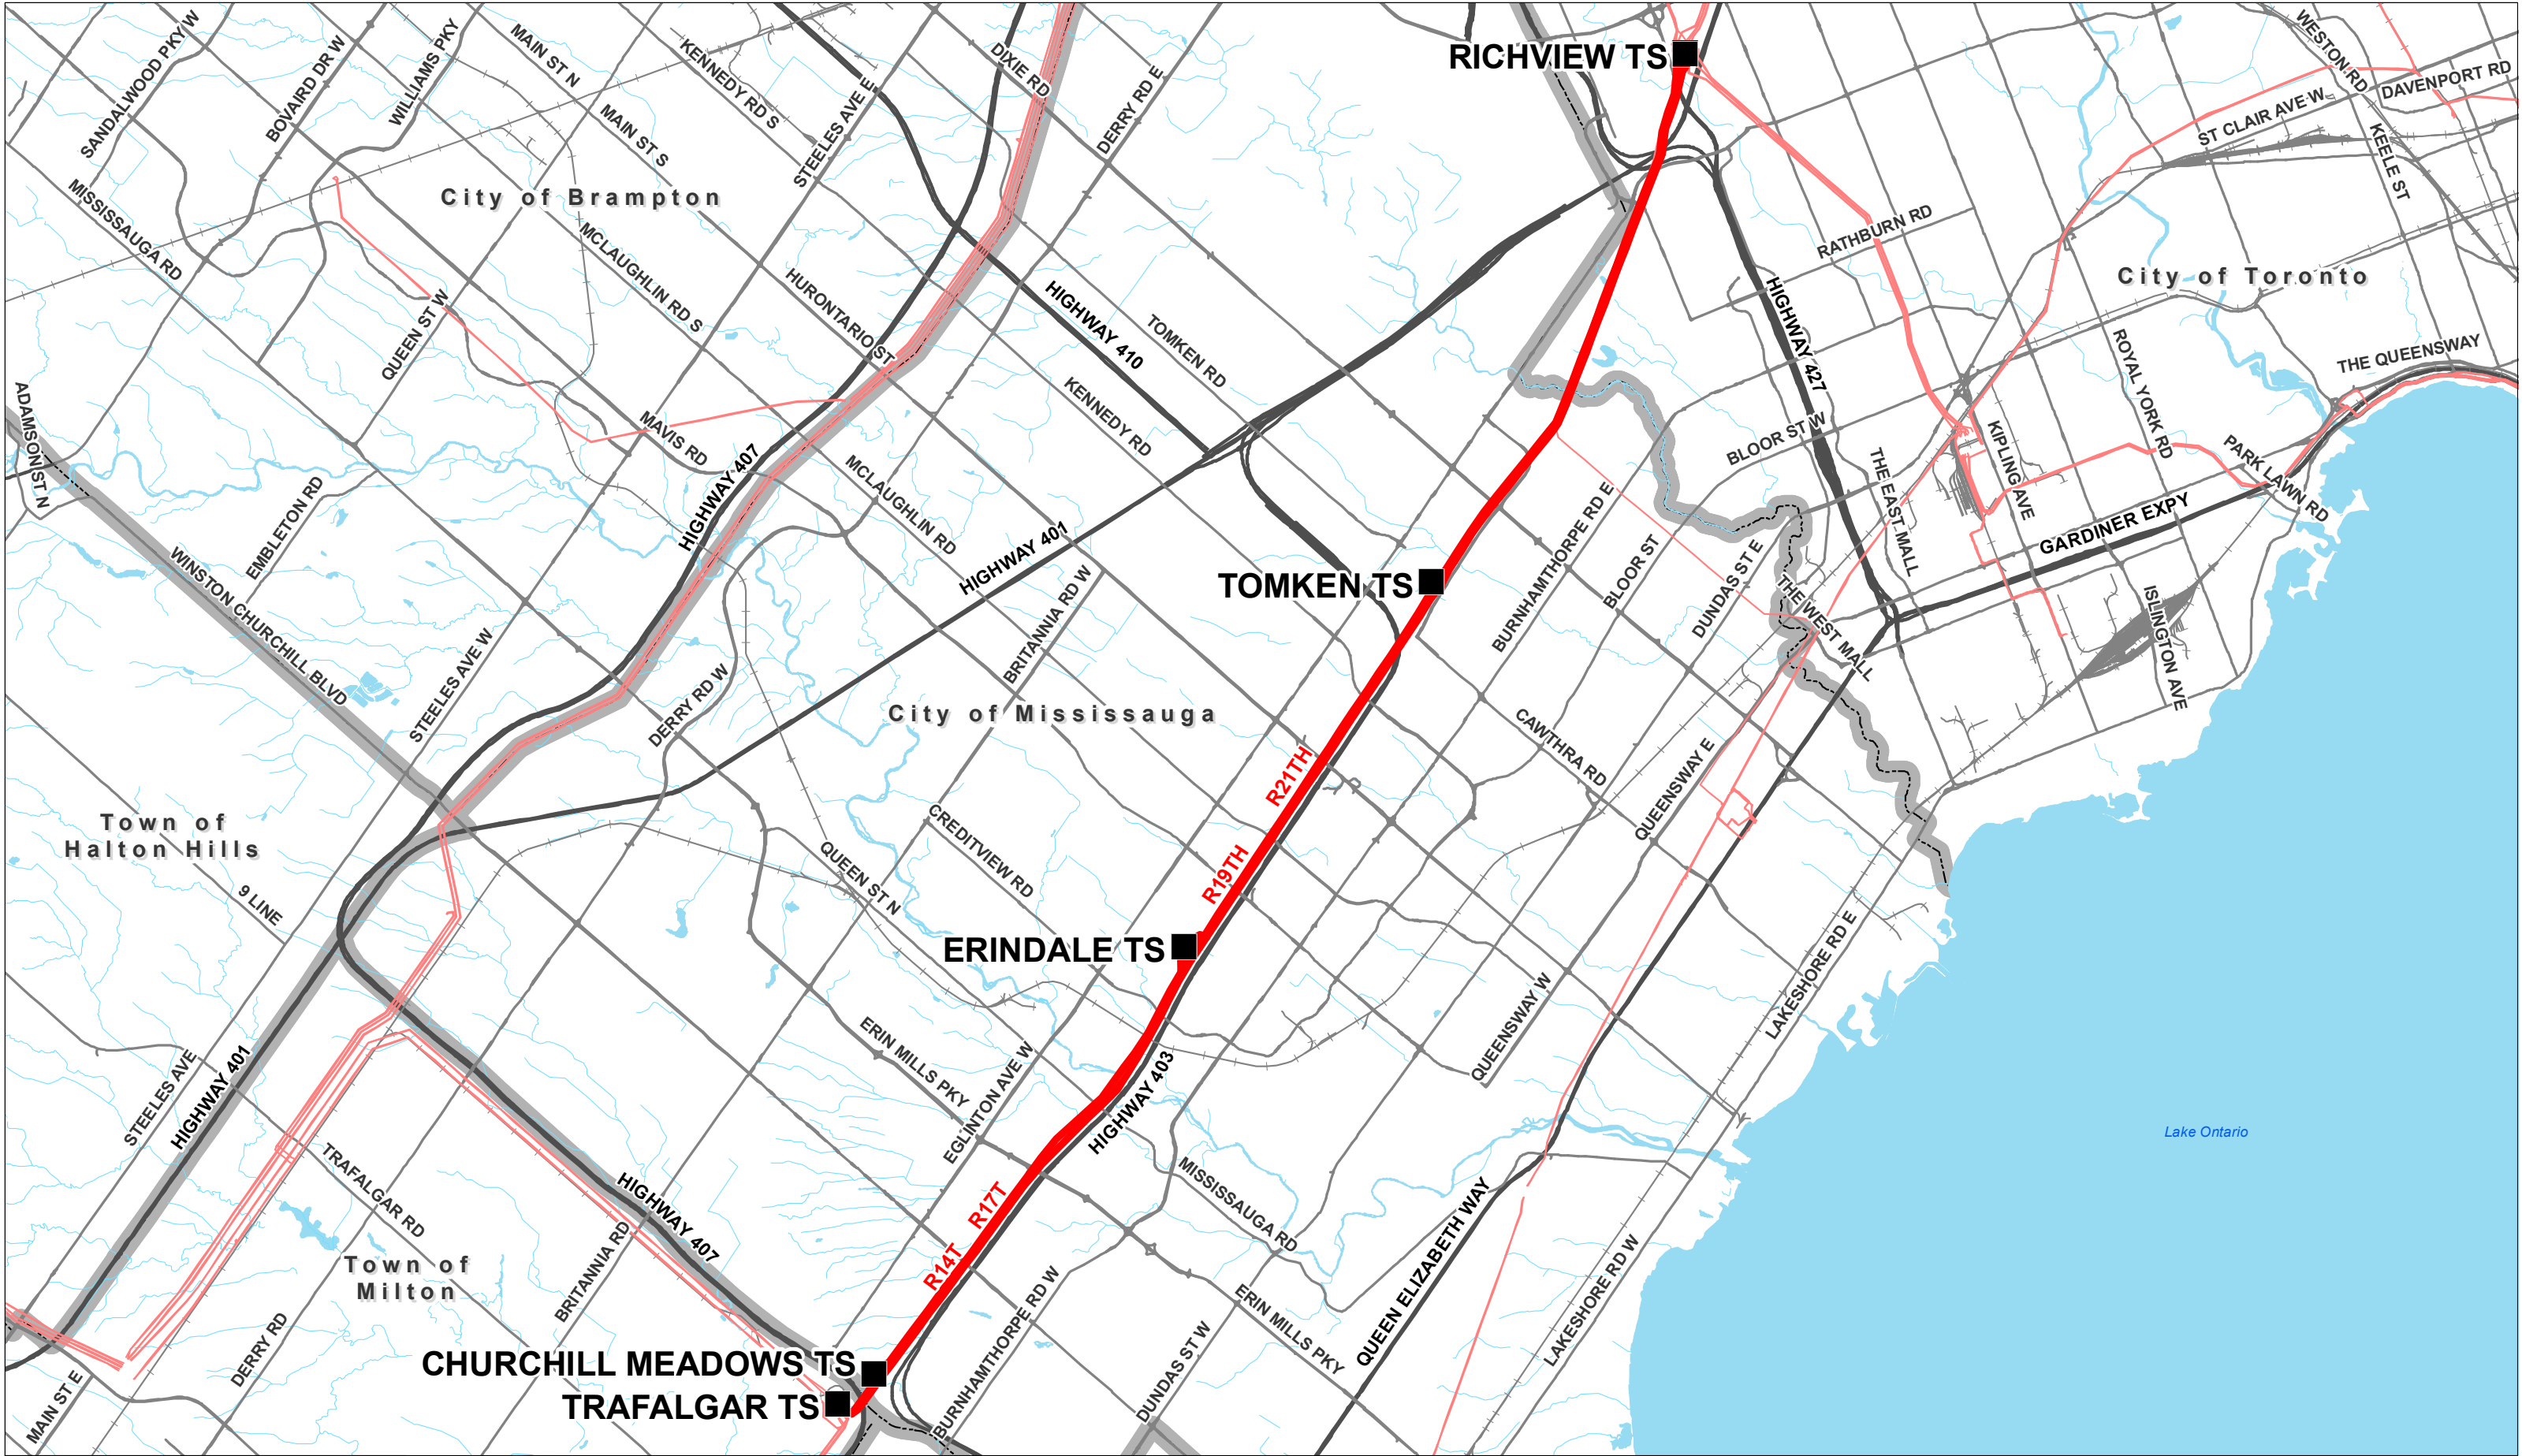 SANDALWOOD PKY W
BOVAIRD DR W
WILLIAMS PKY
MAIN ST N
MAIN ST S
KENNEDY RD S
STEELES AVE E
DIXIE RD
DERRY RD E
RICHVIEW TS
WESTON RD
DAVENPORT RD
ST CLAIR AVE W
KEELE ST
MISSISSAUGA RD
City of Brampton
MCLAUGHLIN RD S
HURONTARIO ST
QUEEN ST W
HIGHWAY 410
TOMKEN RD
KENNEDY RD
RATHBURN RD
City of Toronto
HIGHWAY 427
ROYAL YORK RD
THE QUEENSWAY
ADAMSON ST N
MAVIS RD
HIGHWAY 407
MCLAUGHLIN RD
BLOOR ST W
THE EAST MALL
KIPLING AVE
PARK LAWN RD
GARDINER EXPY
EMBLETON RD
WINSTON CHURCHILL BLVD
HIGHWAY 401
BRITANNIA RD W
TOMKEN TS
BURNHAMTHORPE RD E
BLOOR ST
DUNDAS ST E
THE WEST MALL
ISLINGTON AVE
STEELES AVE W
DERRY RD W
City of Mississauga
R21TH
CAWTHRA RD
QUEENSWAY E
Town of
Halton Hills
9 LINE
QUEEN ST N
CREDITVIEW RD
R19TH
ERINDALE TS
LAKESHORE RD E
QUEENSWAY W
STEELES AVE
HIGHWAY 401
ERIN MILLS PKY
EGLINTON AVE W
HIGHWAY 403
Lake Ontario
TRAFALGAR RD
HIGHWAY 407
R17T
MISSISSAUGA RD
QUEEN ELIZABETH WAY
LAKESHORE RD W
Town of
Milton
BRITANNIA RD
R14T
ERIN MILLS PKY
DERRY RD
MAIN ST E
CHURCHILL MEADOWS TS
TRAFALGAR TS
BURNHAMTHORPE RD W
DUNDAS ST W